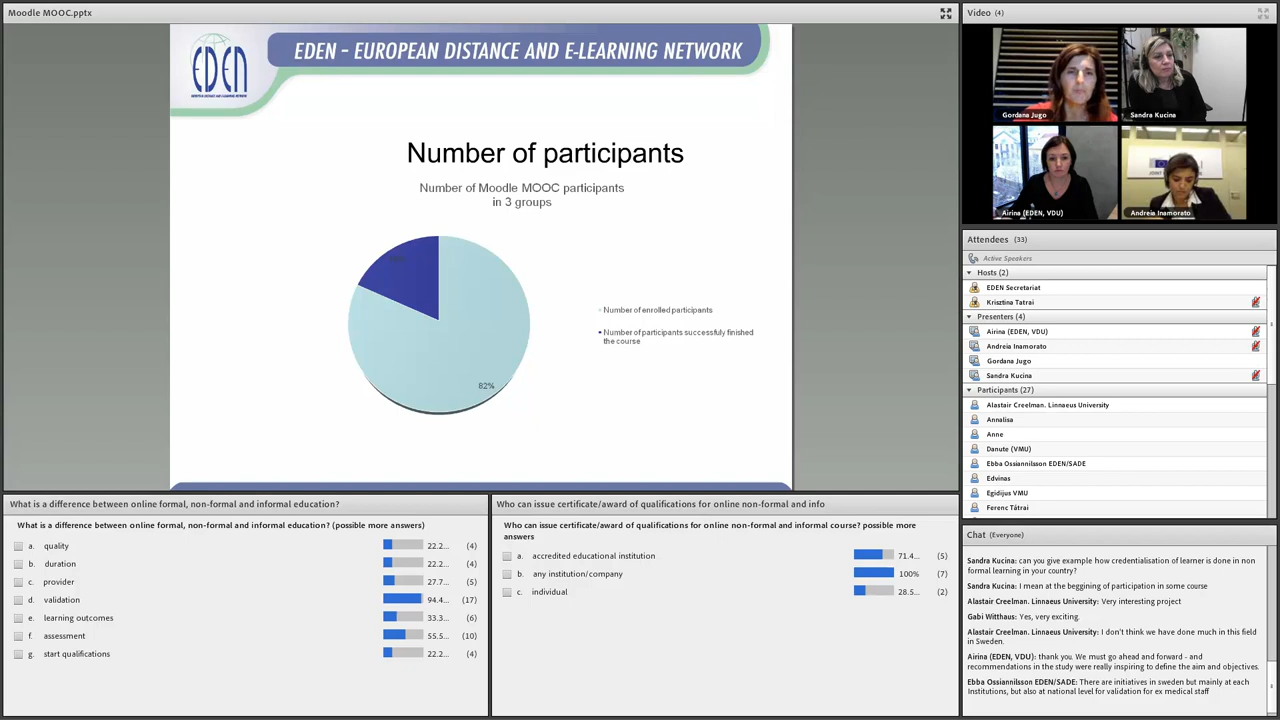 Moodle MOOC.pptx
EDEN
EDEN – EUROPEAN DISTANCE AND E-LEARNING NETWORK
Number of participants
Number of Moodle MOOC participants
in 3 groups
82%
Number of enrolled participants
Number of participants successfuly finished
the course
What is a difference between online formal, non-formal and informal education?
What is a difference between online formal, non-formal and informal education? (possible more answers)
a. quality 22.2... (4)
b. duration 22.2... (4)
c. provider 27.7... (5)
d. validation 94.4... (17)
e. learning outcomes 33.3... (6)
f. assessment 55.5... (10)
g. start qualifications 22.2... (4)
Who can issue certificate/award of qualifications for online non-formal and info
Who can issue certificate/award of qualifications for online non-formal and informal course? possible more
answers
a. accredited educational institution 71.4... (5)
b. any institution/company 100% (7)
c. individual 28.5... (2)
Video (4)
Gordana Jugo
Sandra Kucina
Airina (EDEN, VDU)
Andreia Inamorato
Attendees (33)
Active Speakers
Hosts (2)
EDEN Secretariat
Krisztina Tatrai
Presenters (4)
Airina (EDEN, VDU)
Andreia Inamorato
Gordana Jugo
Sandra Kucina
Participants (27)
Alastair Creelman. Linnaeus University
Annalisa
Anne
Danute (VMU)
Ebba Ossiannilsson EDEN/SADE
Edvinas
Egidijus VMU
Ferenc Tátrai
Chat (Everyone)
Sandra Kucina: can you give example how credentialisation of learner is done in non
formal learning in your country?
Sandra Kucina: I mean at the beggining of participation in some course
Alastair Creelman. Linnaeus University: Very interesting project
Gabi Witthaus: Yes, very exciting.
Alastair Creelman. Linnaeus University: I don't think we have done much in this field
in Sweden.
Airina (EDEN, VDU): thank you. We must go ahead and forward - and
recommendations in the study were really inspiring to define the aim and objectives.
Ebba Ossiannilsson EDEN/SADE: There are initiatives in sweden but mainly at each
Institutions, but also at national level for validation for ex medical staff